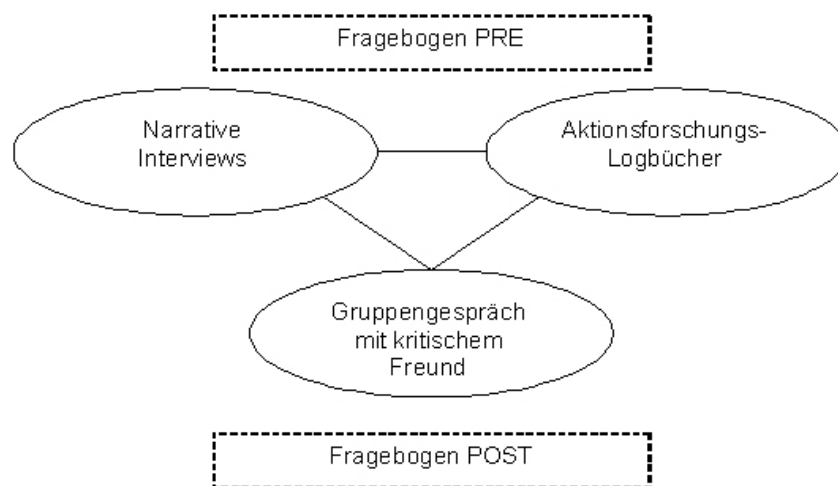 Fragebogen PRE
Narrative
Interviews
Aktionsforschungs-
Logbücher
Gruppengespräch
mit kritischem
Freund
Fragebogen POST